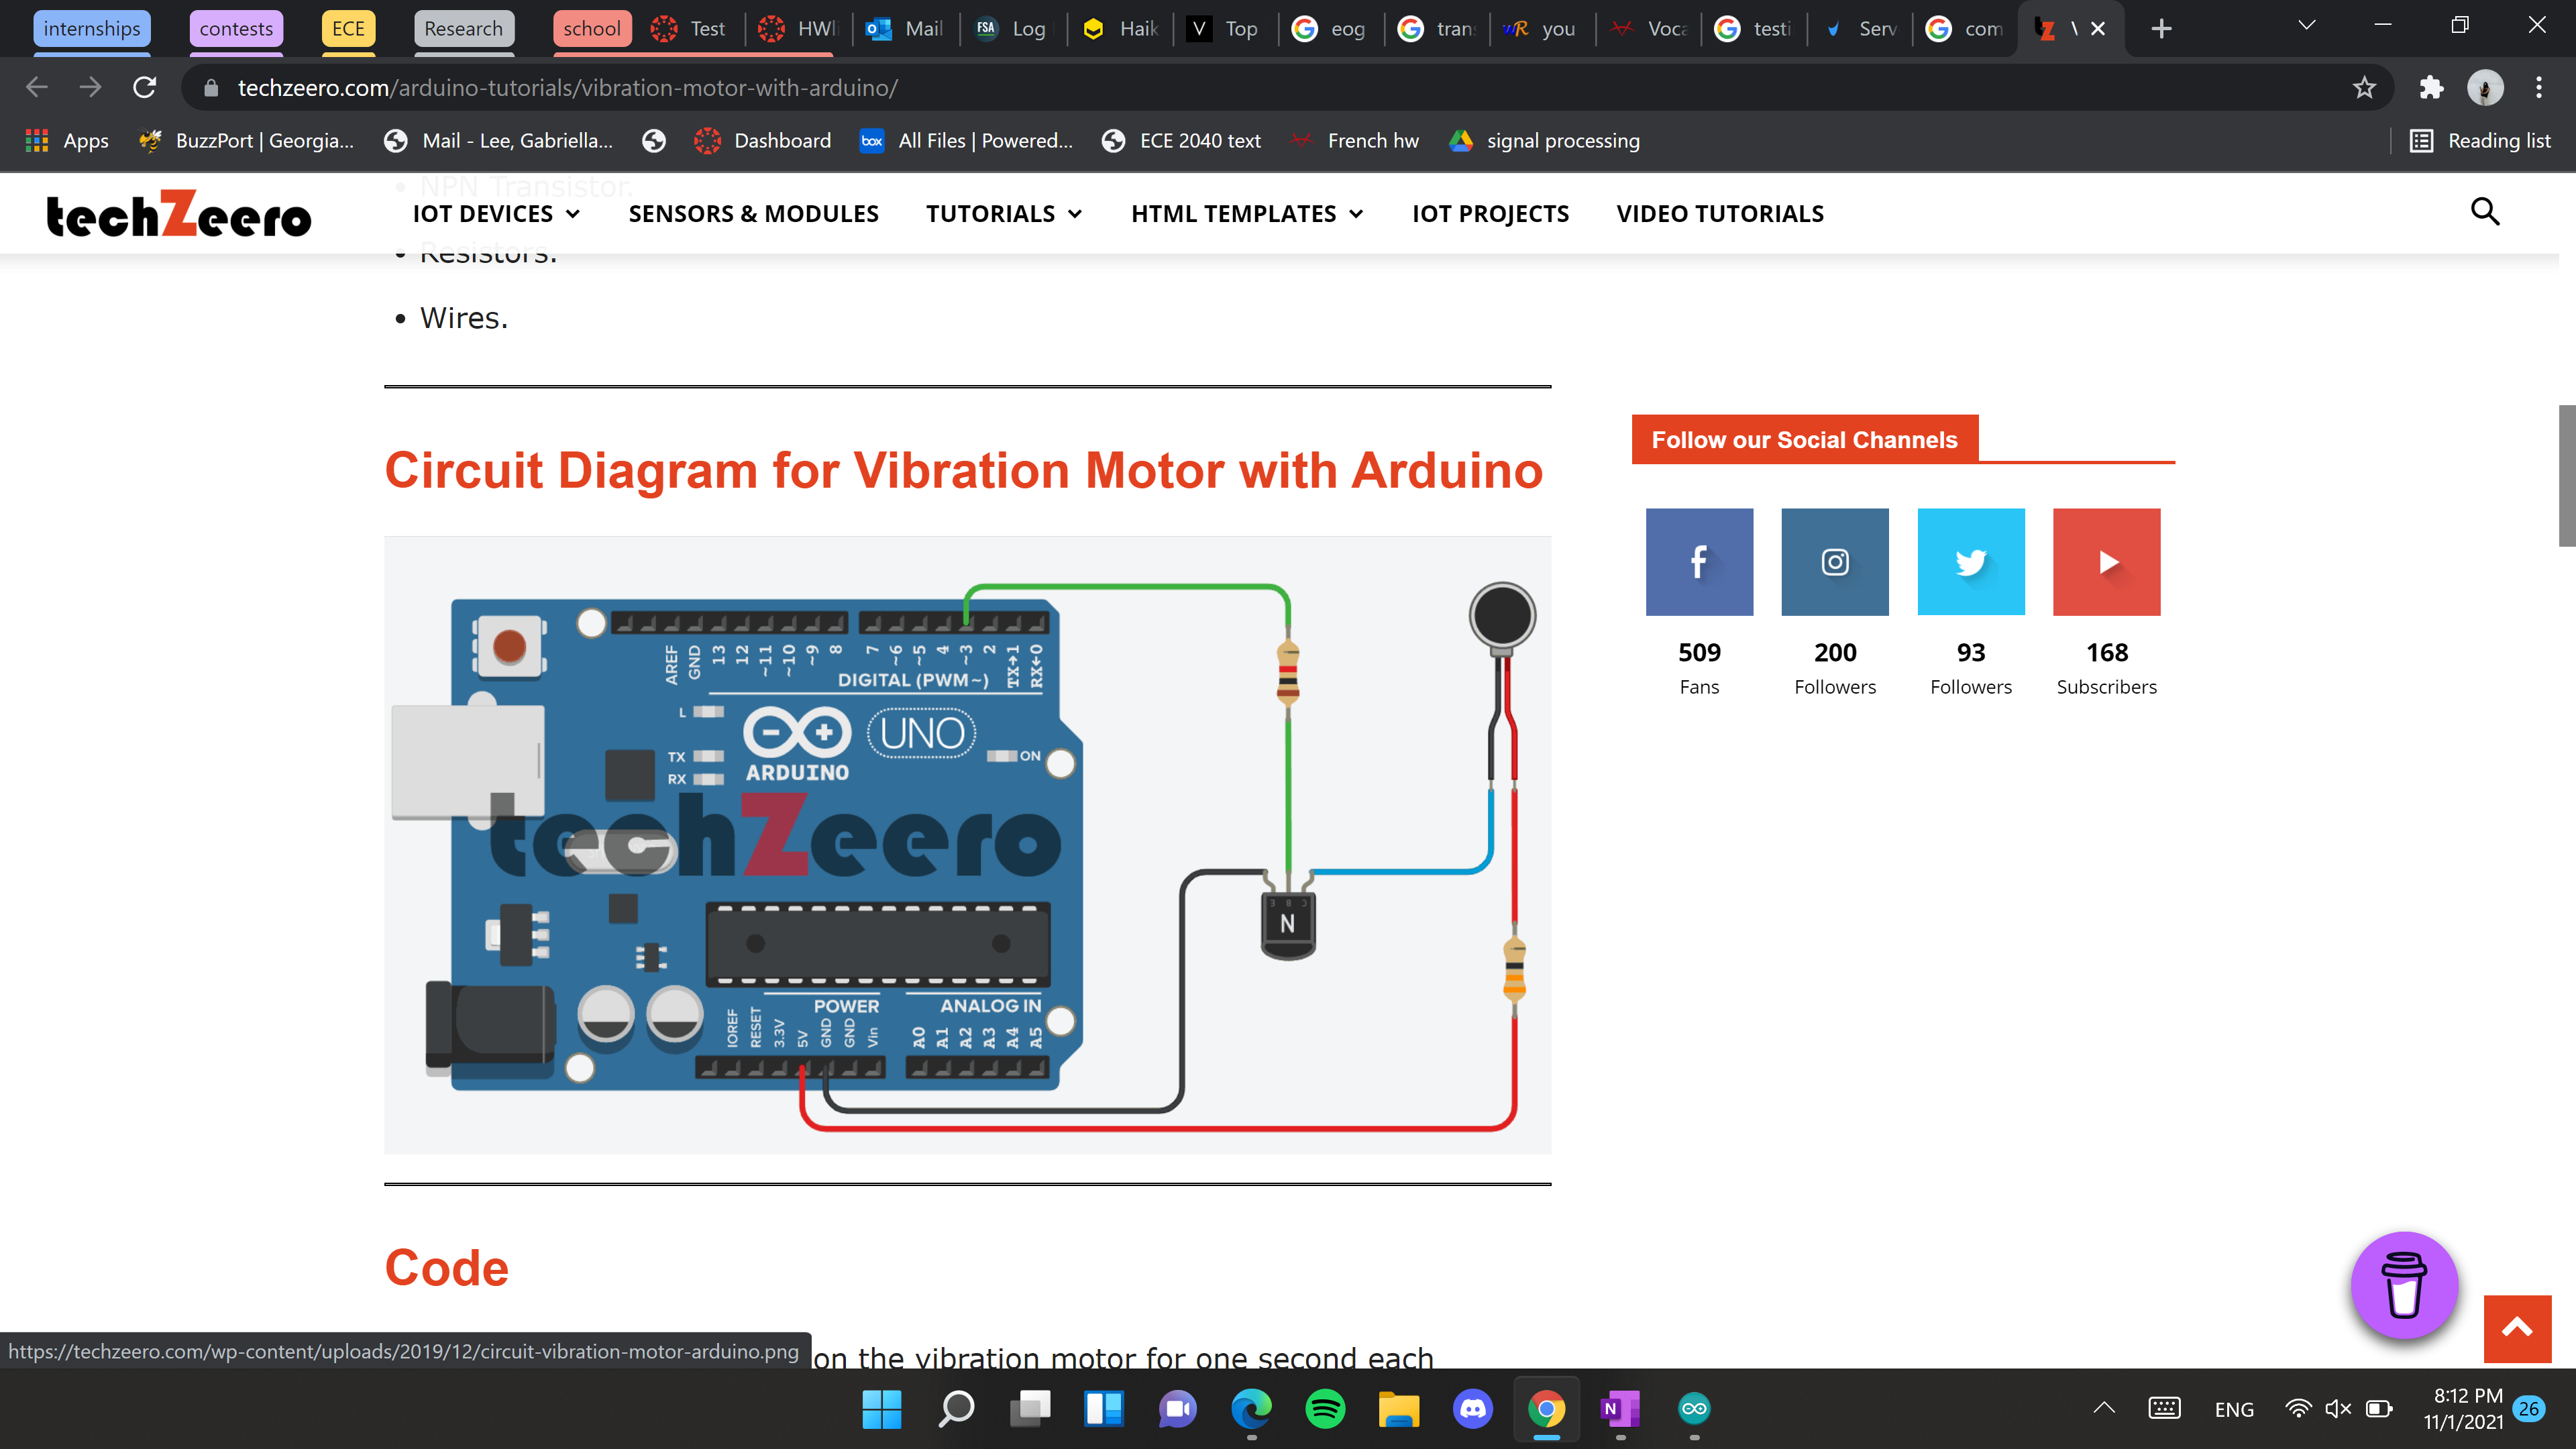 internships contests ECE Research school Test HWl Mail Log Haik Top eog tran you Voca testi Serv com \
techzeero.com/arduino-tutorials/vibration-motor-with-arduino/
Apps BuzzPort | Georgia... Mail - Lee, Gabriella... Dashboard box All Files | Powered... ECE 2040 text French hw signal processing Reading list
NPN Transistor.
techZeero IOT DEVICES SENSORS & MODULES TUTORIALS HTML TEMPLATES IOT PROJECTS VIDEO TUTORIALS
Resistors.
Wires.
Circuit Diagram for Vibration Motor with Arduino
AREF GND 13 12 ~11 ~10 ~9 8 7 ~6 ~5 4 ~3 2 TX→1 RX←0
DIGITAL (PWM~)
L
TX
RX
ARDUINO
UNO
ON
techZeero
E B C
N
POWER ANALOG IN
IOREF RESET 3.3V 5V GND GND Vin A0 A1 A2 A3 A4 A5
Follow our Social Channels
509 200 93 168
Fans Followers Followers Subscribers
Code
https://techzeero.com/wp-content/uploads/2019/12/circuit-vibration-motor-arduino.png
on the vibration motor for one second each
ENG
8:12 PM
11/1/2021
26